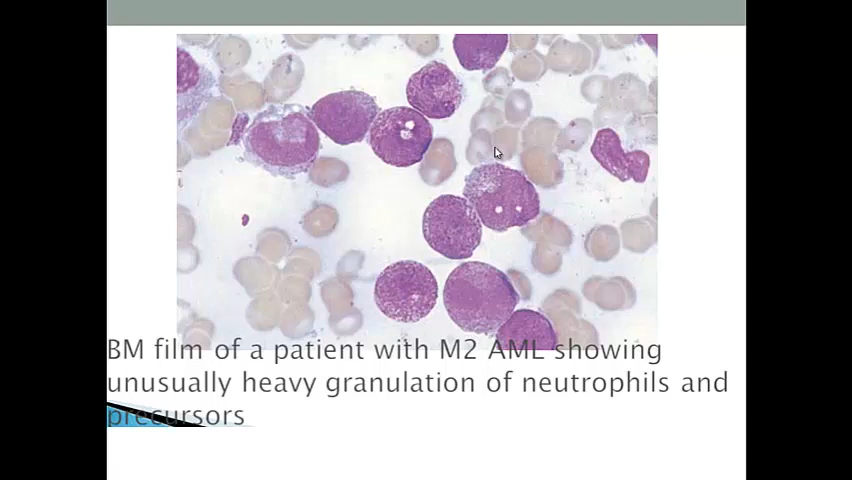 BM film of a patient with M2 AML showing
unusually heavy granulation of neutrophils and
precursors